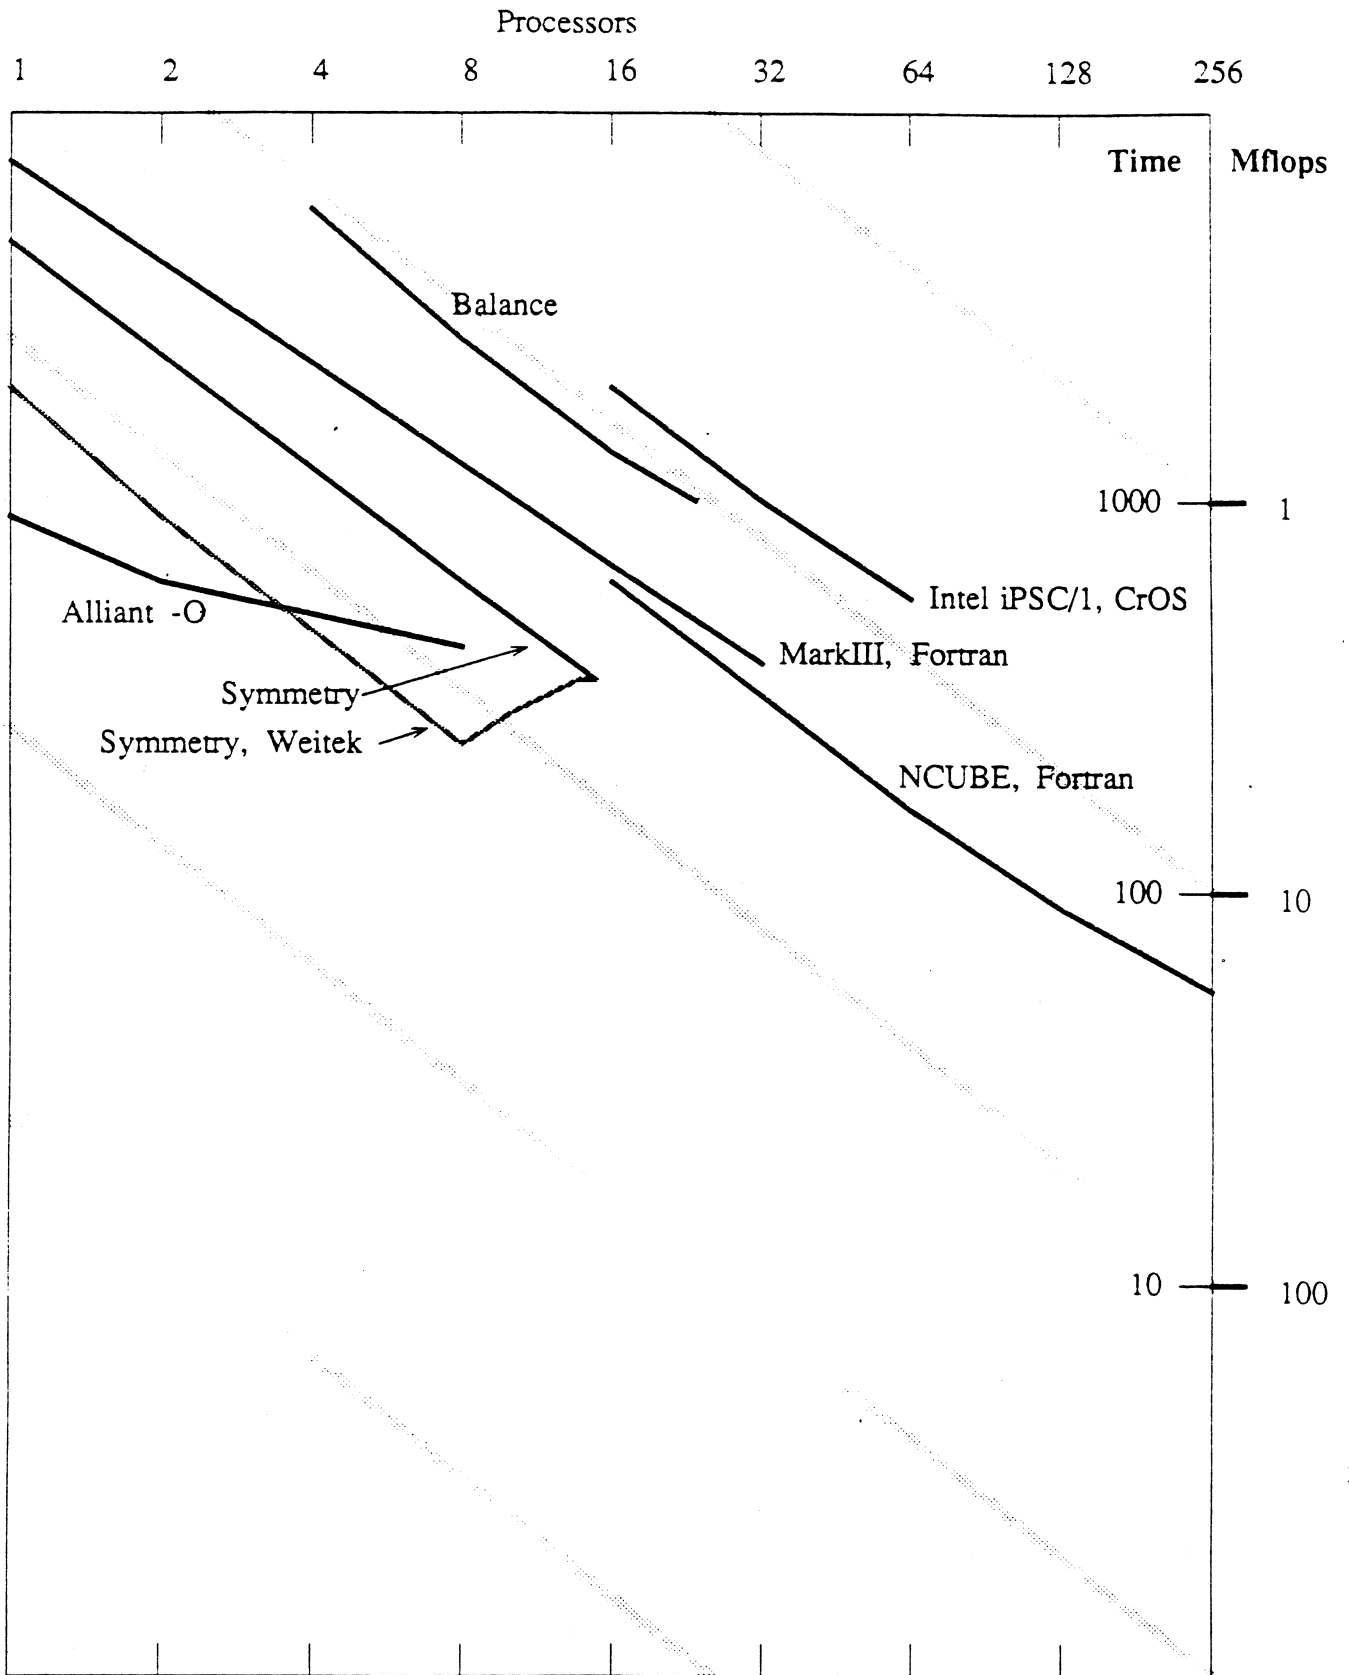 Processors
1 2 4 8 16 32 64 128 256
Time Mflops
Balance
1000 1
Intel iPSC/1, CrOS
Alliant -O
MarkIII, Fortran
Symmetry
Symmetry, Weitek
NCUBE, Fortran
100 10
10 100